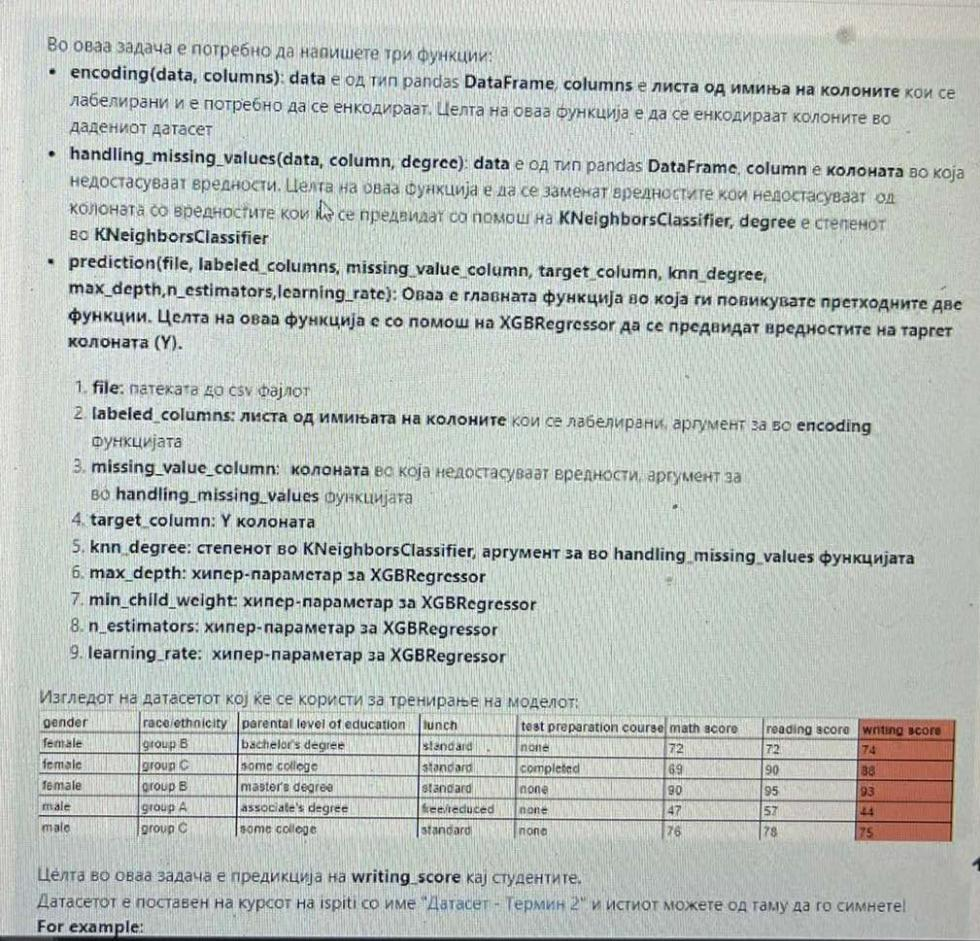 Во оваа задача е потребно да напишете три функции:
• encoding(data, columns): data е од тип pandas DataFrame, columns е листа од имиња на колоните кои се
лабелирани и е потребно да се енкодираат. Целта на оваа функција е да се енкодираат колоните во
дадениот датасет
• handling_missing_values(data, column, degree): data е од тип pandas DataFrame, column е колоната во која
недостасуваат вредности. Целта на оваа функција е да се заменат вредностите кои недостасуваат од
колоната со вредностите кои ќе се предвидат со помош на KNeighborsClassifier, degree е степенот
во KNeighborsClassifier
• prediction(file, labeled_columns, missing_value_column, target_column, knn_degree,
max_depth,n_estimators,learning_rate): Оваа е главната функција во која ги повикувате претходните две
функции. Целта на оваа функција е со помош на XGBRegressor да се предвидат вредностите на таргет
колоната (Y).
1. file: патеката до csv фајлот
2. labeled_columns: листа од имињата на колоните кои се лабелирани, аргумент за во encoding
функцијата
3. missing_value_column: колоната во која недостасуваат вредности, аргумент за
во handling_missing_values функцијата
4. target_column: Y колоната
5. knn_degree: степенот во KNeighborsClassifier, аргумент за во handling_missing_values функцијата
6. max_depth: хипер-параметар за XGBRegressor
7. min_child_weight: хипер-параметар за XGBRegressor
8. n_estimators: хипер-параметар за XGBRegressor
9. learning_rate: хипер-параметар за XGBRegressor
Изгледот на датасетот кој ќе се користи за тренирање на моделот:
gender race/ethnicity parental level of education lunch test preparation course math score reading score writing score
female group B bachelor's degree standard none 72 72 74
female group C some college standard completed 69 90 88
female group B master's degree standard none 90 95 93
male group A associate's degree free/reduced none 47 57 44
male group C some college standard none 76 78 75
Целта во оваа задача е предикција на writing_score кај студентите.
Датасетот е поставен на курсот на ispiti со име "Датасет - Термин 2" и истиот можете од таму да го симнете!
For example: